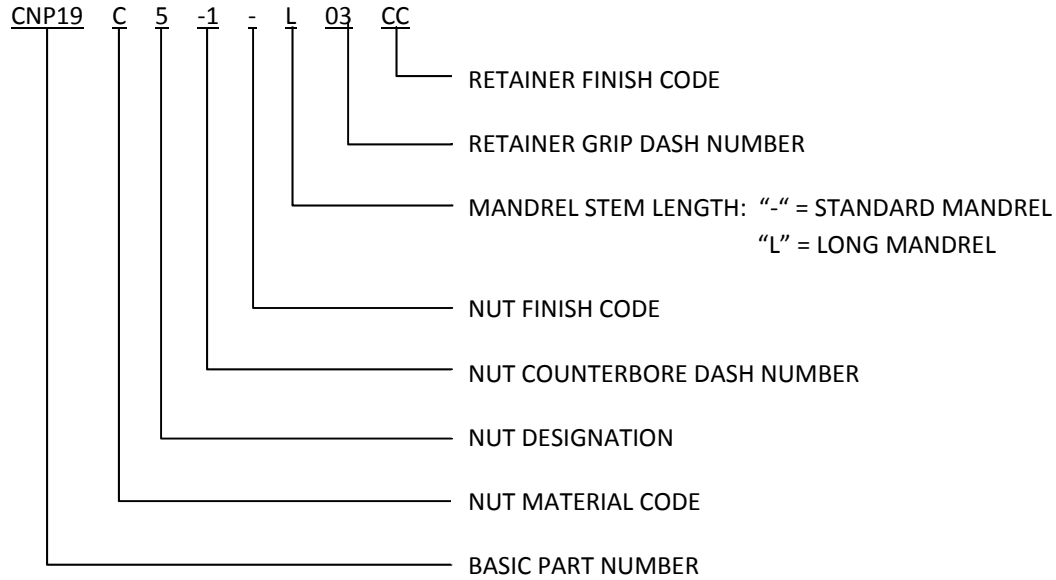 CNP19 C 5 -1 - L 03 CC
RETAINER FINISH CODE
RETAINER GRIP DASH NUMBER
MANDREL STEM LENGTH: “-“ = STANDARD MANDREL
“L” = LONG MANDREL
NUT FINISH CODE
NUT COUNTERBORE DASH NUMBER
NUT DESIGNATION
NUT MATERIAL CODE
BASIC PART NUMBER